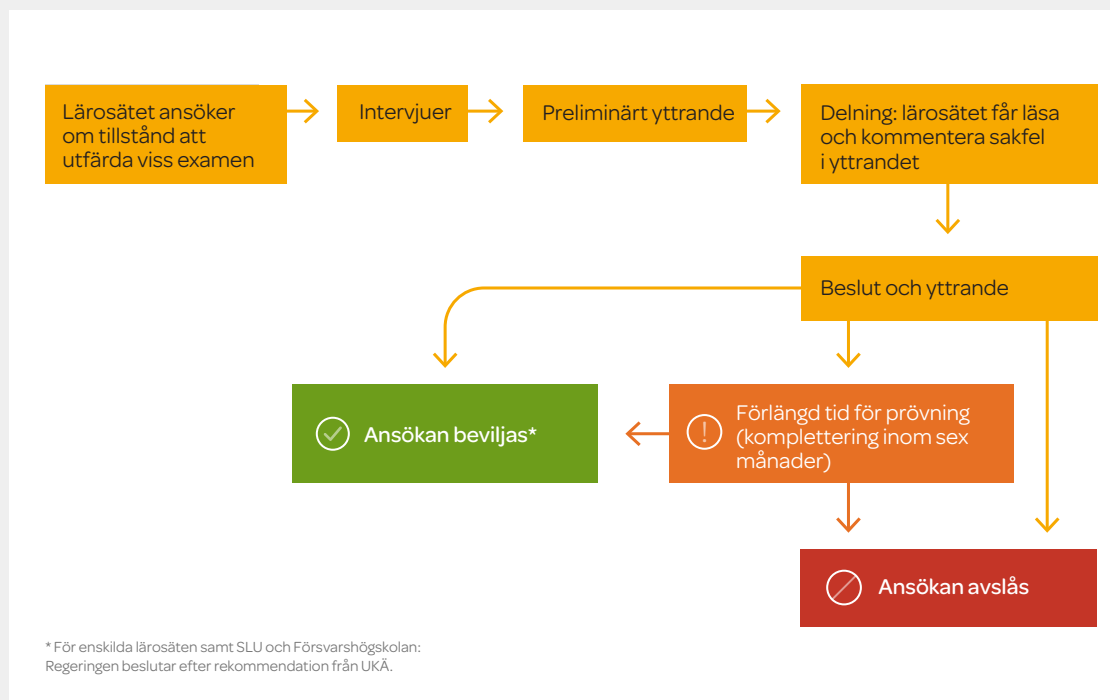 Lärosätet ansöker
om tillstånd att
utfärda viss examen
Intervjuer
Preliminärt yttrande
Delning: lärosätet får läsa
och kommentera sakfel
i yttrandet
Beslut och yttrande
Ansökan beviljas*
Förlängd tid för prövning
(komplettering inom sex
månader)
Ansökan avslås
* För enskilda lärosäten samt SLU och Försvarshögskolan:
Regeringen beslutar efter rekommendation från UKÄ.